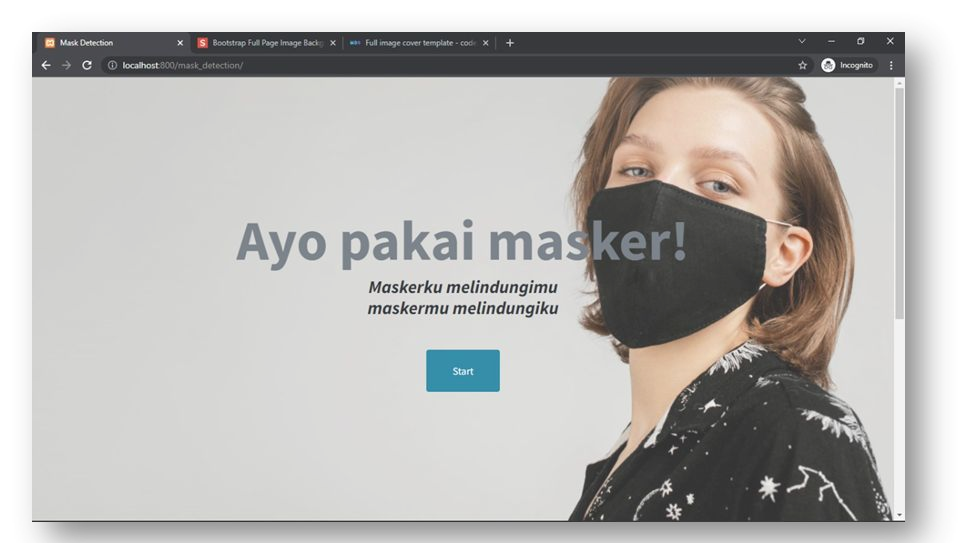 Mask Detection
Bootstrap Full Page Image Backg
Full image cover template - code
localhost:800/mask_detection/
Incognito
Ayo pakai masker!
Maskerku melindungimu
maskermu melindungiku
Start